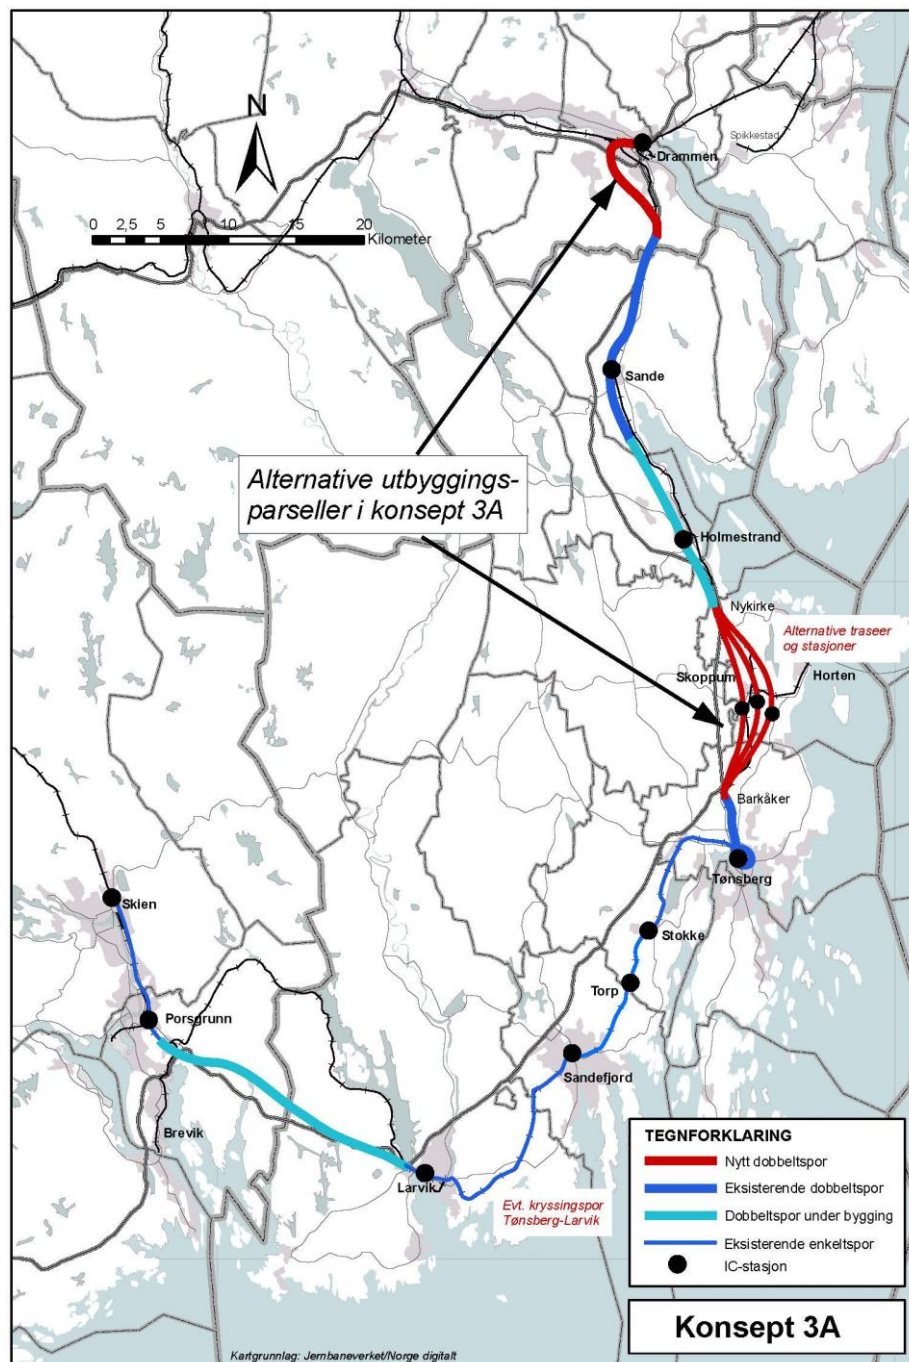 N
Spikkestad
Drammen
0 2,5 5 10 15 20
Kilometer
Sande
Alternative utbyggings-
parseller i konsept 3A
Holmestrand
Nykirke
Alternative traseer
og stasjoner
Skoppum
Horten
Barkåker
Tønsberg
Skien
Stokke
Torp
Porsgrunn
Sandefjord
Brevik
Larvik
Evt. kryssingspor
Tønsberg-Larvik
TEGNFORKLARING
Nytt dobbeltspor
Eksisterende dobbeltspor
Dobbeltspor under bygging
Eksisterende enkeltspor
IC-stasjon
Konsept 3A
Kartgrunnlag: Jernbaneverket/Norge digitalt